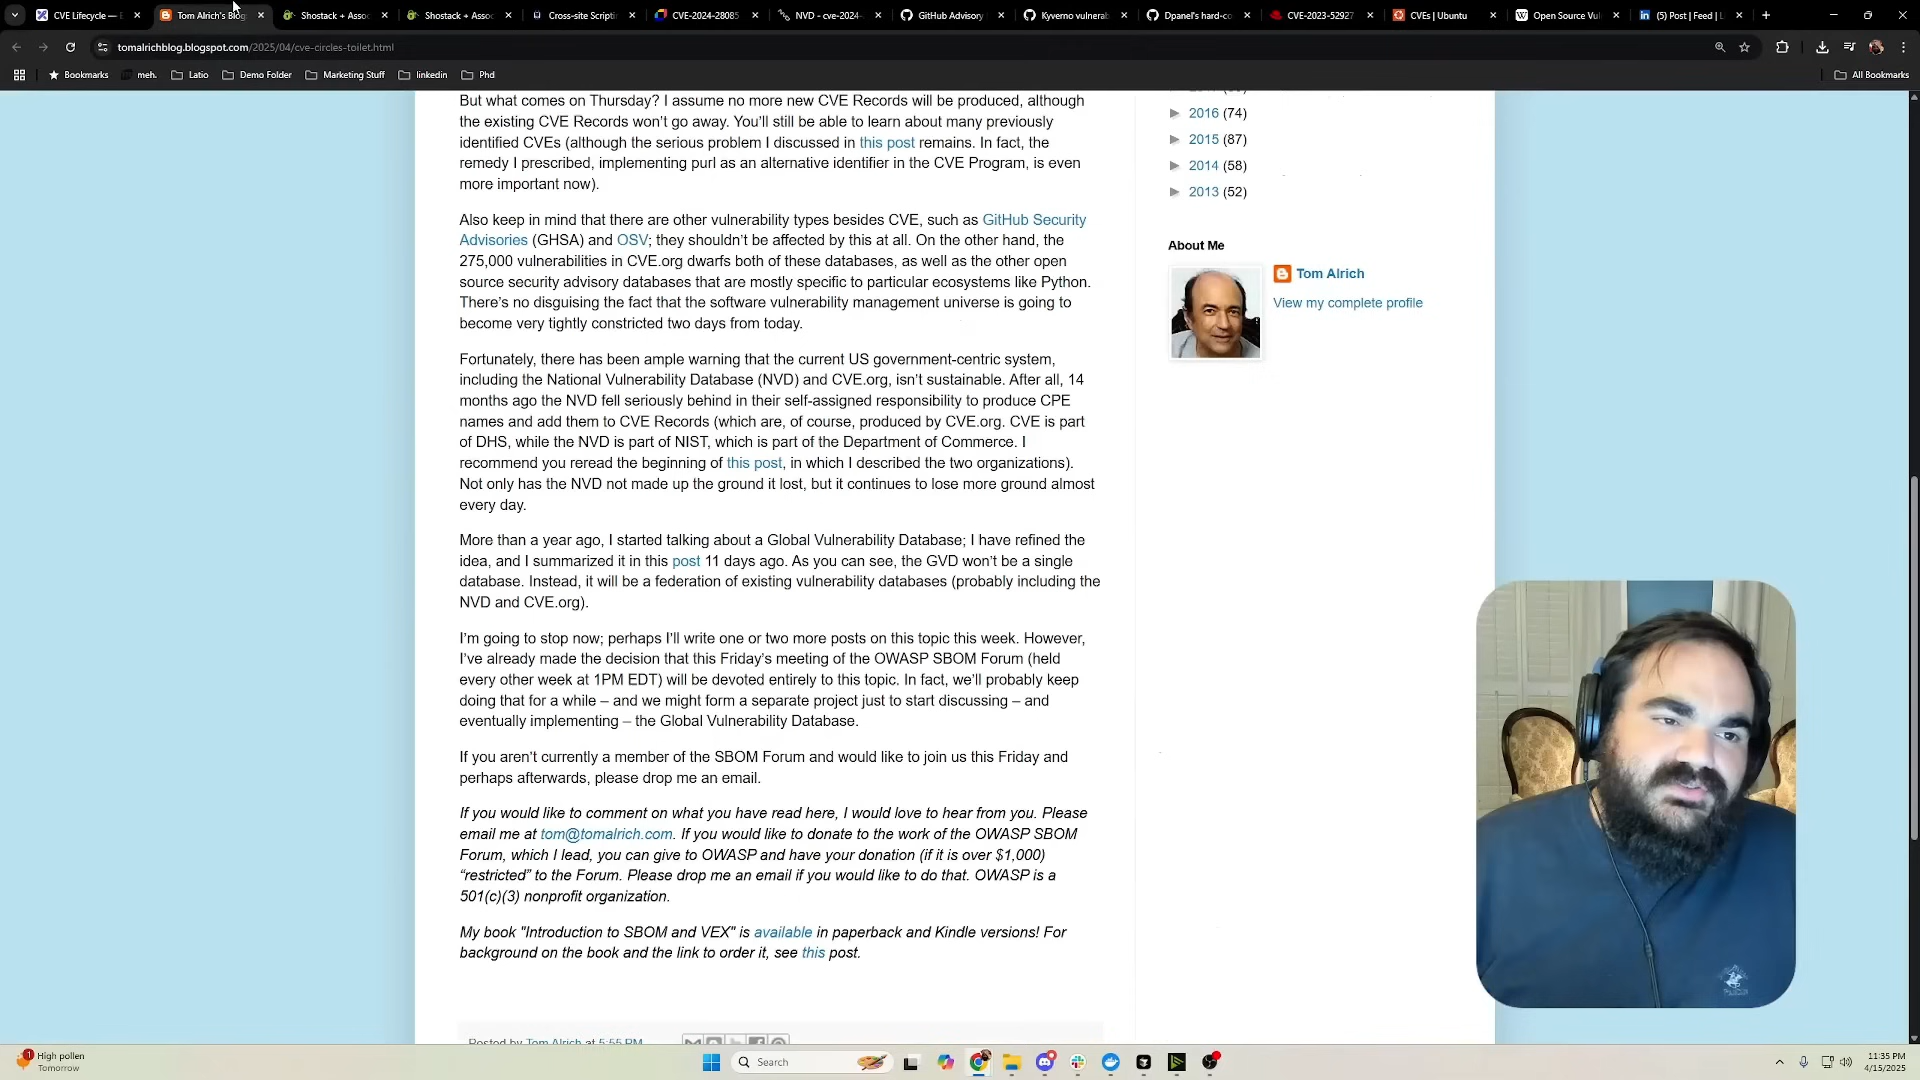 CVE Lifecycle — E
Tom Alrich's Blog
Shostack + Assoc
Shostack + Assoc
Cross-site Scripti
CVE-2024-28085
NVD - cve-2024-
GitHub Advisory
Kyverno vulnerab
Dpanel's hard-co
CVE-2023-52927
CVEs | Ubuntu
Open Source Vul
(5) Post | Feed | L
tomalrichblog.blogspot.com/2025/04/cve-circles-toilet.html
Bookmarks
meh.
Latio
Demo Folder
Marketing Stuff
linkedin
Phd
All Bookmarks
But what comes on Thursday? I assume no more new CVE Records will be produced, although
the existing CVE Records won't go away. You'll still be able to learn about many previously
identified CVEs (although the serious problem I discussed in this post remains. In fact, the
remedy I prescribed, implementing purl as an alternative identifier in the CVE Program, is even
more important now).
Also keep in mind that there are other vulnerability types besides CVE, such as GitHub Security
Advisories (GHSA) and OSV; they shouldn't be affected by this at all. On the other hand, the
275,000 vulnerabilities in CVE.org dwarfs both of these databases, as well as the other open
source security advisory databases that are mostly specific to particular ecosystems like Python.
There's no disguising the fact that the software vulnerability management universe is going to
become very tightly constricted two days from today.
Fortunately, there has been ample warning that the current US government-centric system,
including the National Vulnerability Database (NVD) and CVE.org, isn't sustainable. After all, 14
months ago the NVD fell seriously behind in their self-assigned responsibility to produce CPE
names and add them to CVE Records (which are, of course, produced by CVE.org. CVE is part
of DHS, while the NVD is part of NIST, which is part of the Department of Commerce. I
recommend you reread the beginning of this post, in which I described the two organizations).
Not only has the NVD not made up the ground it lost, but it continues to lose more ground almost
every day.
More than a year ago, I started talking about a Global Vulnerability Database; I have refined the
idea, and I summarized it in this post 11 days ago. As you can see, the GVD won't be a single
database. Instead, it will be a federation of existing vulnerability databases (probably including the
NVD and CVE.org).
I'm going to stop now; perhaps I'll write one or two more posts on this topic this week. However,
I've already made the decision that this Friday's meeting of the OWASP SBOM Forum (held
every other week at 1PM EDT) will be devoted entirely to this topic. In fact, we'll probably keep
doing that for a while – and we might form a separate project just to start discussing – and
eventually implementing – the Global Vulnerability Database.
If you aren't currently a member of the SBOM Forum and would like to join us this Friday and
perhaps afterwards, please drop me an email.
If you would like to comment on what you have read here, I would love to hear from you. Please
email me at tom@tomalrich.com. If you would like to donate to the work of the OWASP SBOM
Forum, which I lead, you can give to OWASP and have your donation (if it is over $1,000)
“restricted” to the Forum. Please drop me an email if you would like to do that. OWASP is a
501(c)(3) nonprofit organization.
My book "Introduction to SBOM and VEX" is available in paperback and Kindle versions! For
background on the book and the link to order it, see this post.
Posted by Tom Alrich at 5:55 PM
► 2016 (74)
► 2015 (87)
► 2014 (58)
► 2013 (52)
About Me
Tom Alrich
View my complete profile
1
High pollen
Tomorrow
Search
11:35 PM
4/15/2025